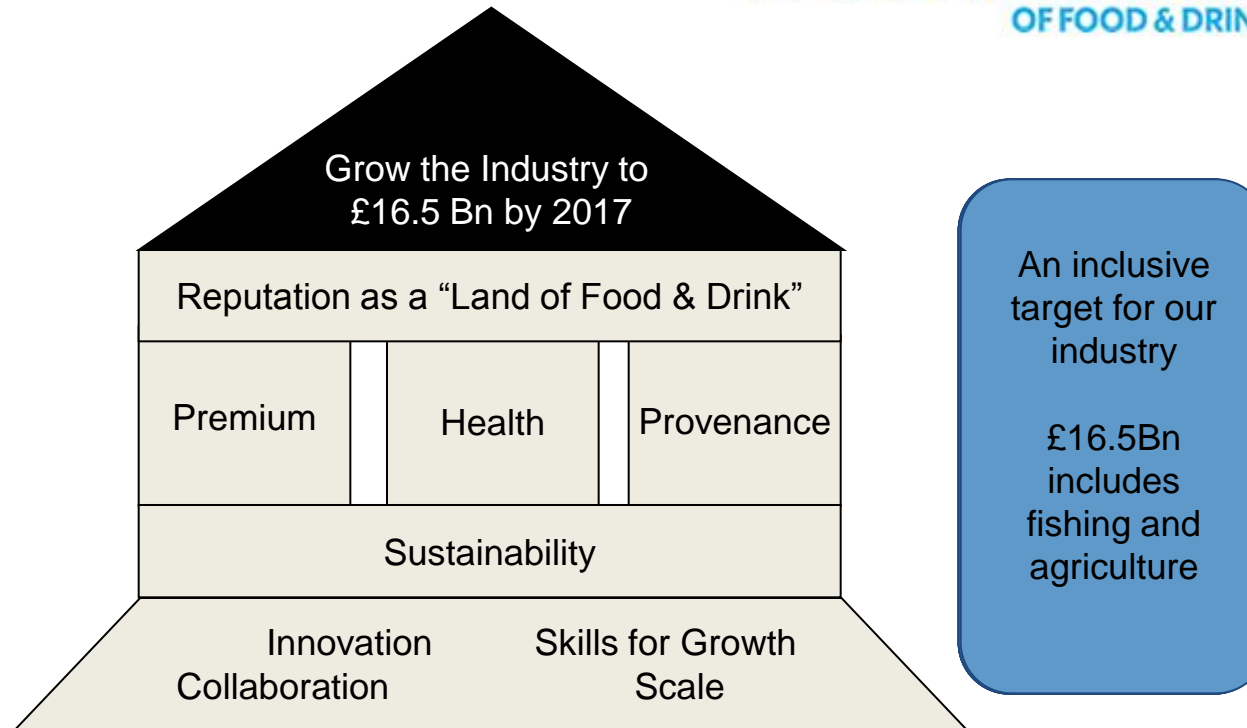 OF FOOD & DRIN
Grow the Industry to
£16.5 Bn by 2017
Reputation as a “Land of Food & Drink”
Premium
Health
Provenance
Sustainability
Innovation Skills for Growth
Collaboration Scale
An inclusive
target for our
industry
£16.5Bn
includes
fishing and
agriculture